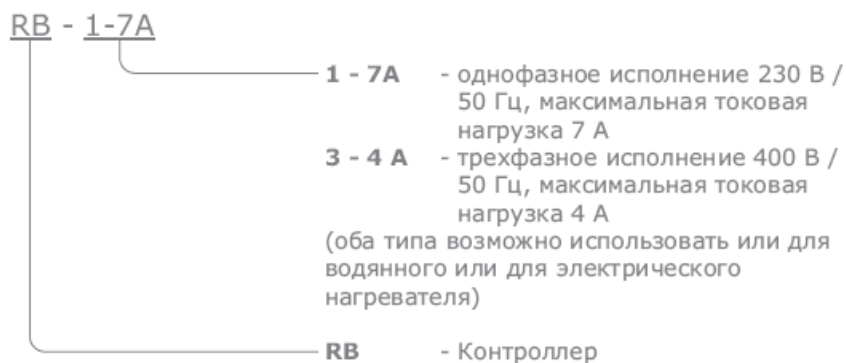 RB - 1-7A
1 - 7A - однофазное исполнение 230 В /
50 Гц, максимальная токовая
нагрузка 7 А
3 - 4 А - трехфазное исполнение 400 В /
50 Гц, максимальная токовая
нагрузка 4 А
(оба типа возможно использовать или для
водянного или для электрического
нагревателя)
RB - Контроллер